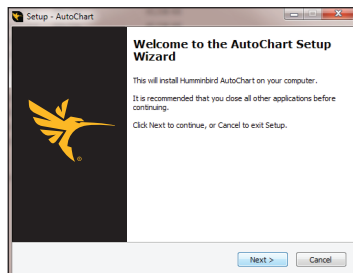 Setup - AutoChart
Welcome to the AutoChart Setup
Wizard
This will install Humminbird AutoChart on your computer.
It is recommended that you close all other applications before
continuing.
Click Next to continue, or Cancel to exit Setup.
Next >
Cancel